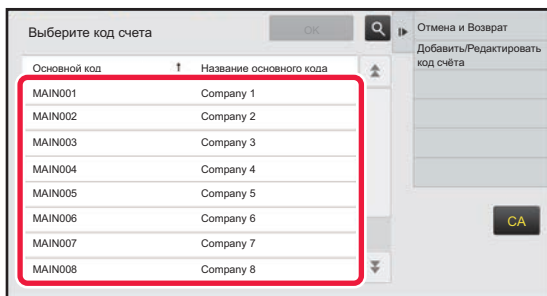 Выберите код счета
OK
Отмена и Возврат
Добавить/Редактировать
код счёта
Основной код
Название основного кода
MAIN001 Company 1
MAIN002 Company 2
MAIN003 Company 3
MAIN004 Company 4
MAIN005 Company 5
MAIN006 Company 6
MAIN007 Company 7
MAIN008 Company 8
CA